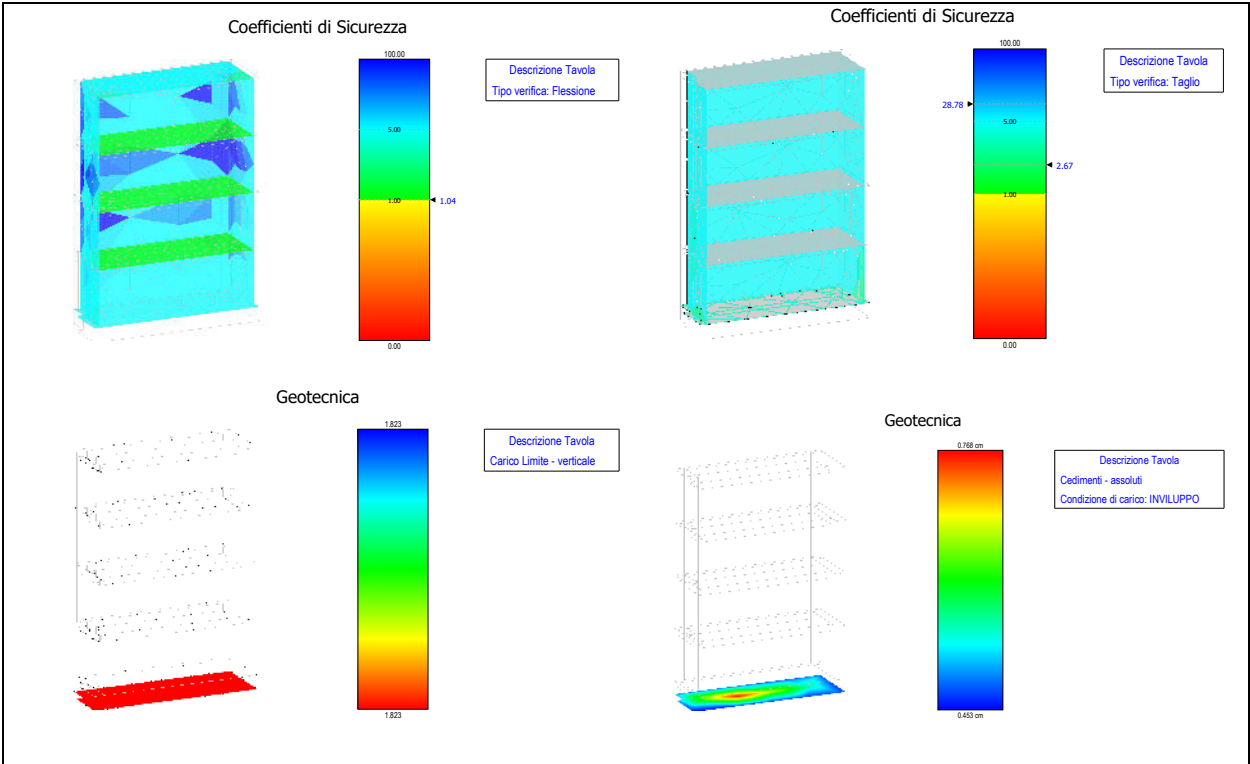 Coefficienti di Sicurezza
100.00
5.00
1.00
1.04
0.00
Descrizione Tavola
Tipo verifica: Flessione
Coefficienti di Sicurezza
100.00
28.78
5.00
2.67
1.00
0.00
Descrizione Tavola
Tipo verifica: Taglio
Geotecnica
1.823
1.823
Descrizione Tavola
Carico Limite - verticale
Geotecnica
0.768 cm
0.453 cm
Descrizione Tavola
Cedimenti - assoluti
Condizione di carico: INVILUPPO